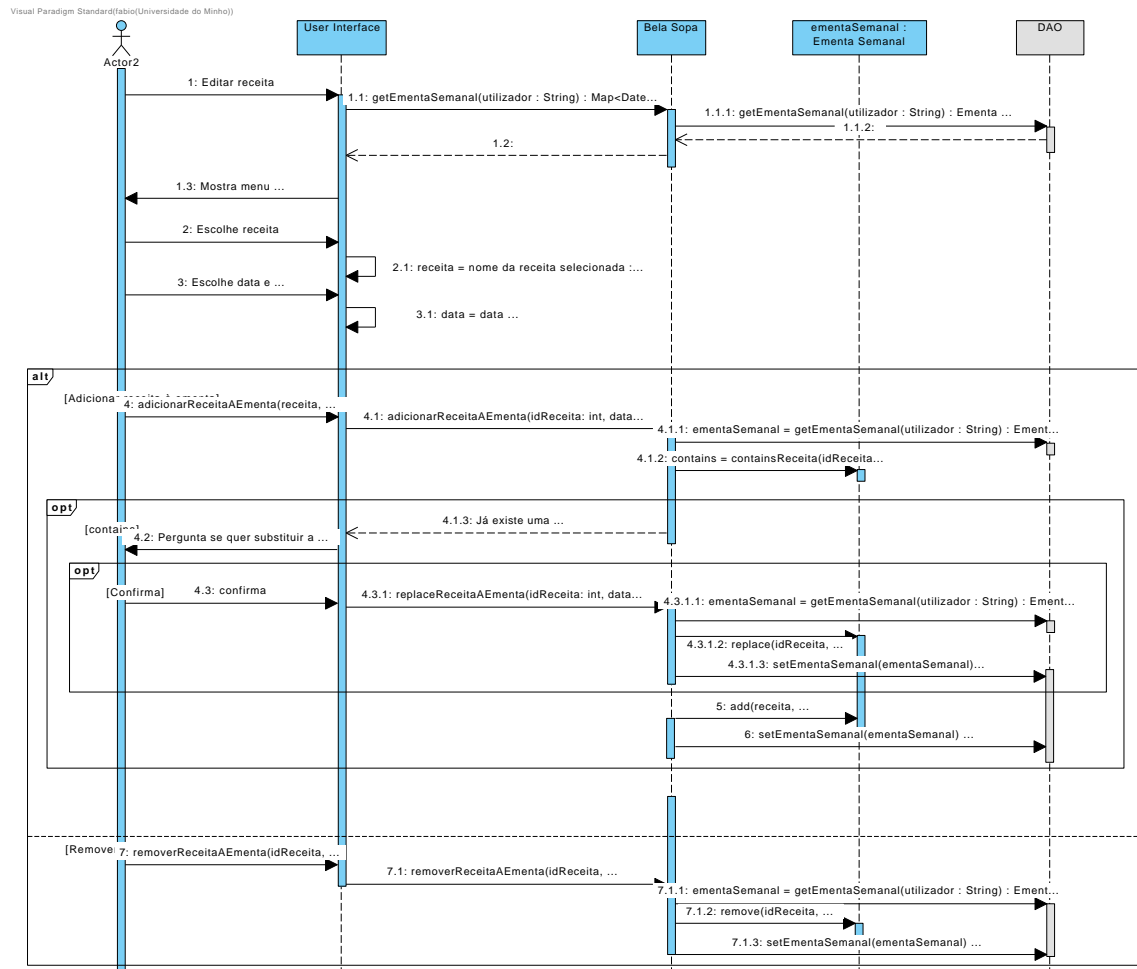 Visual Paradigm Standard(fabio(Universidade do Minho))
User Interface
Bela Sopa
ementaSemanal :
Ementa Semanal
DAO
Actor2
1: Editar receita
1.1: getEmentaSemanal(utilizador : String) : Map<Date...
1.1.1: getEmentaSemanal(utilizador : String) : Ementa ...
1.1.2:
1.2:
1.3: Mostra menu ...
2: Escolhe receita
2.1: receita = nome da receita selecionada :...
3: Escolhe data e ...
3.1: data = data ...
alt
[Adiciona
4: adicionarReceitaAEmenta(receita, ...
4.1: adicionarReceitaAEmenta(idReceita: int, data...
4.1.1: ementaSemanal = getEmentaSemanal(utilizador : String) : Ement...
4.1.2: contains = containsReceita(idReceita...
opt
4.1.3: Já existe uma ...
[contains]
4.2: Pergunta se quer substituir a ...
opt
[Confirma]
4.3: confirma
4.3.1: replaceReceitaAEmenta(idReceita: int, data...
4.3.1.1: ementaSemanal = getEmentaSemanal(utilizador : String) : Ement...
4.3.1.2: replace(idReceita, ...
4.3.1.3: setEmentaSemanal(ementaSemanal)...
5: add(receita, ...
6: setEmentaSemanal(ementaSemanal) ...
[Remove
7: removerReceitaAEmenta(idReceita, ...
7.1: removerReceitaAEmenta(idReceita, ...
7.1.1: ementaSemanal = getEmentaSemanal(utilizador : String) : Ement...
7.1.2: remove(idReceita, ...
7.1.3: setEmentaSemanal(ementaSemanal) ...